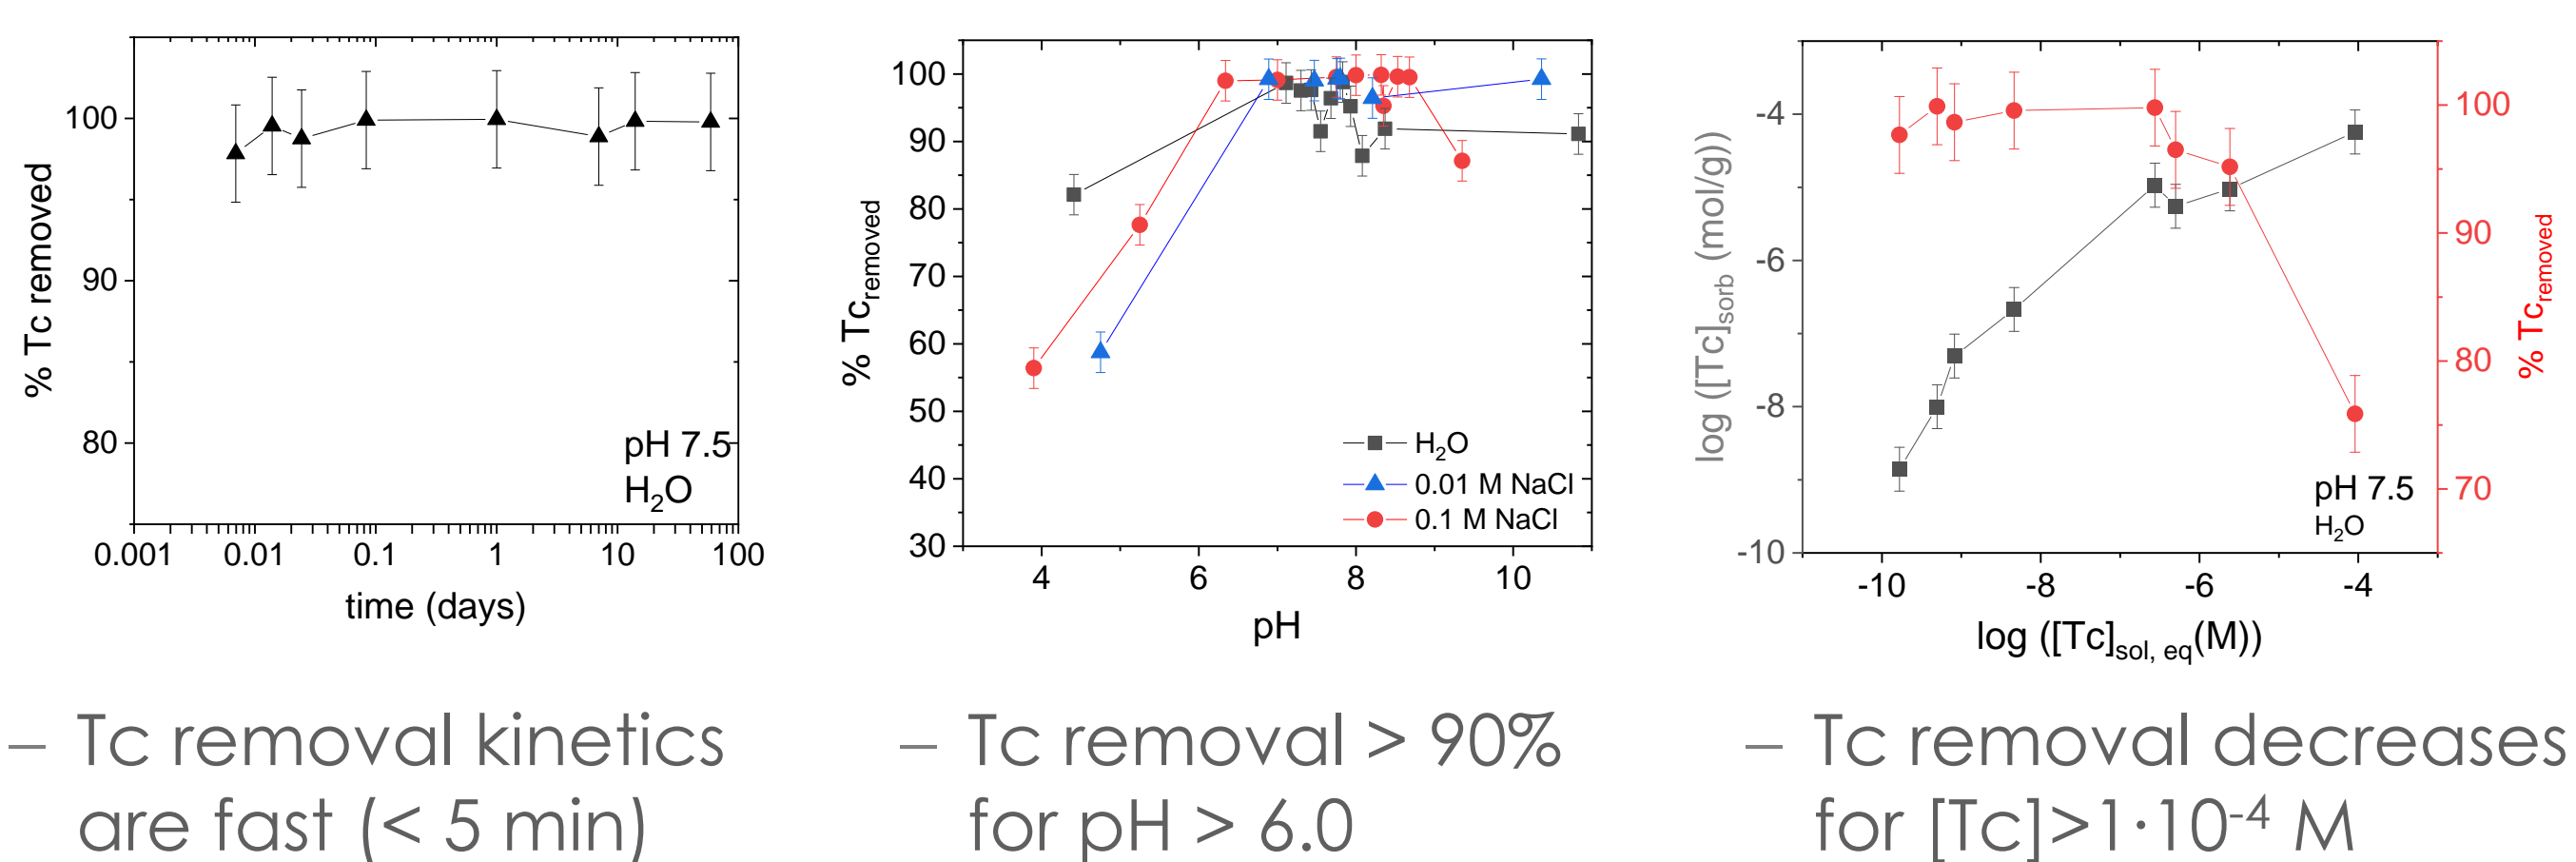 100
90
80
% Tc removed
pH 7.5
H₂O
0.001 0.01 0.1 1 10 100
time (days)
100
90
80
70
60
50
40
30
% Tcremoved
H₂O
0.01 M NaCl
0.1 M NaCl
4 6 8 10
pH
-4
-6
-8
-10
log ([Tc]sorb (mol/g))
100
90
80
70
% Tcremoved
pH 7.5
H₂O
-10 -8 -6 -4
log ([Tc]sol, eq(M))
– Tc removal kinetics
are fast (< 5 min)
– Tc removal > 90%
for pH > 6.0
– Tc removal decreases
for [Tc]>1·10⁻⁴ M